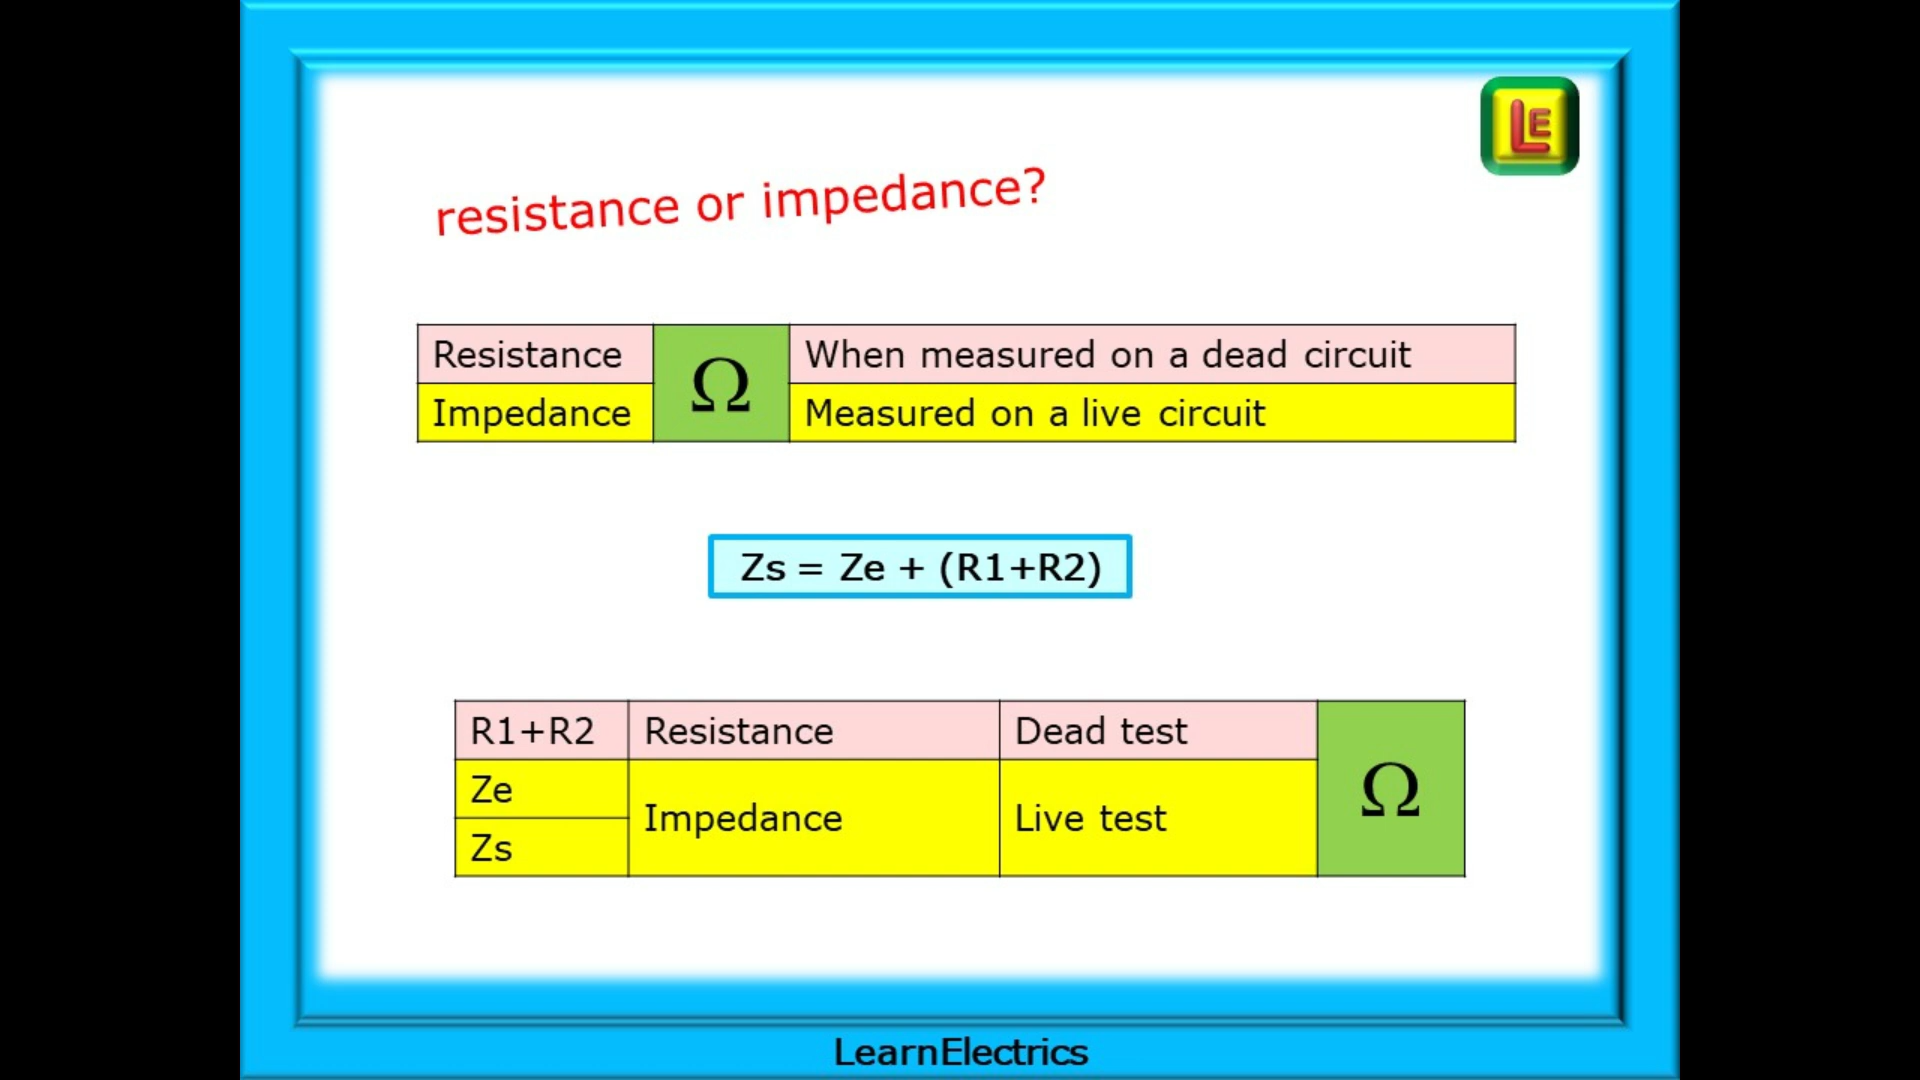 LE
resistance or impedance?
Resistance Ω When measured on a dead circuit
Impedance Measured on a live circuit
Zs = Ze + (R1+R2)
R1+R2 Resistance Dead test Ω
Ze Impedance Live test
Zs
LearnElectrics